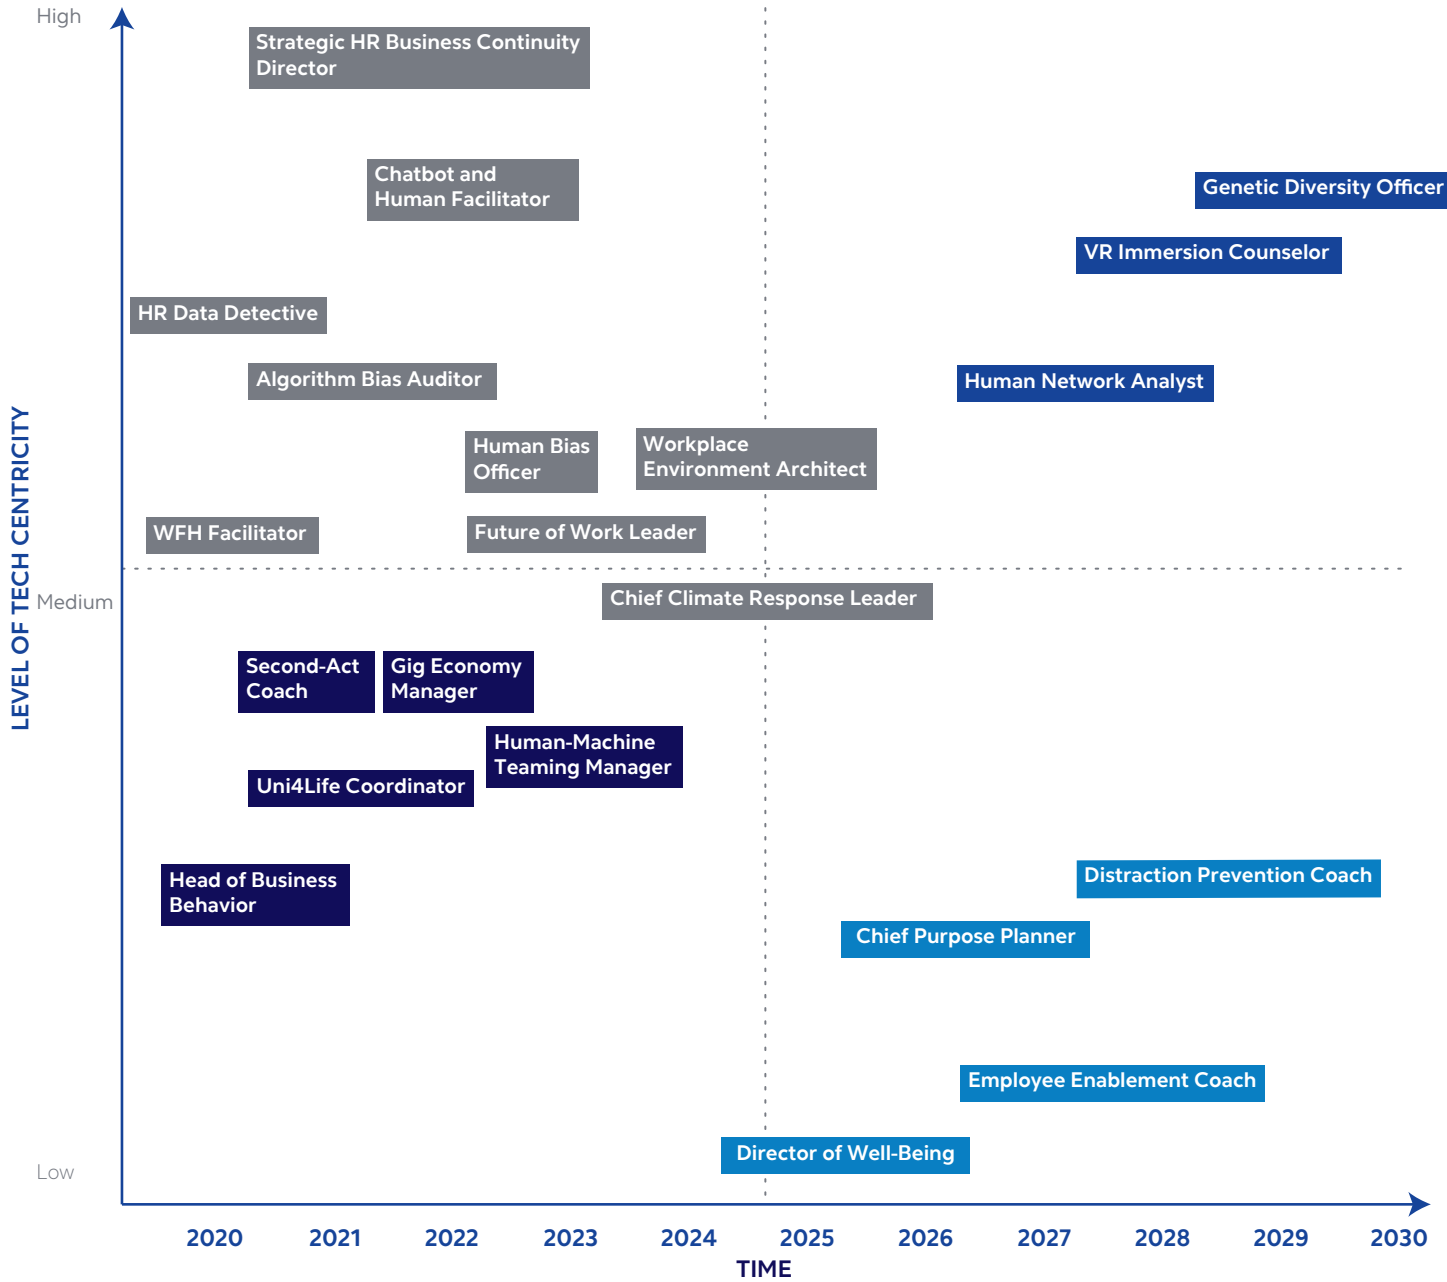 High
Strategic HR Business Continuity
Director
Chatbot and
Human Facilitator
Genetic Diversity Officer
VR Immersion Counselor
HR Data Detective
Algorithm Bias Auditor
Human Network Analyst
Human Bias
Officer
Workplace
Environment Architect
WFH Facilitator
Future of Work Leader
LEVEL OF TECH CENTRICITY
Medium
Chief Climate Response Leader
Second-Act
Coach
Gig Economy
Manager
Human-Machine
Teaming Manager
Uni4Life Coordinator
Head of Business
Behavior
Distraction Prevention Coach
Chief Purpose Planner
Employee Enablement Coach
Director of Well-Being
Low
2020 2021 2022 2023 2024 2025 2026 2027 2028 2029 2030
TIME